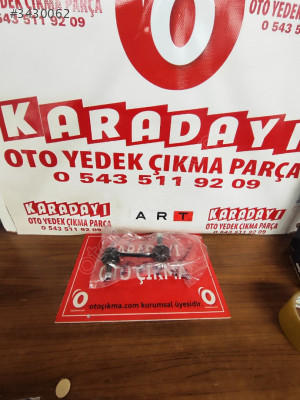 #3430062
OTO YEDEK ÇIKMA PARÇA
0 543 511 92 09
KARADAYI
OTO YEDEK ÇIKMA PARÇA
0 543 511 92 09
KARADAYI
OTO YEDEK ÇIKMA PARÇA
0 543 511 92 09
ART
KARADAYI
OTO YEDEK ÇIKMA PARÇA
0 543 511 92 09
OTOÇIKMA
otoçıkma.com kurumsal üyesidir